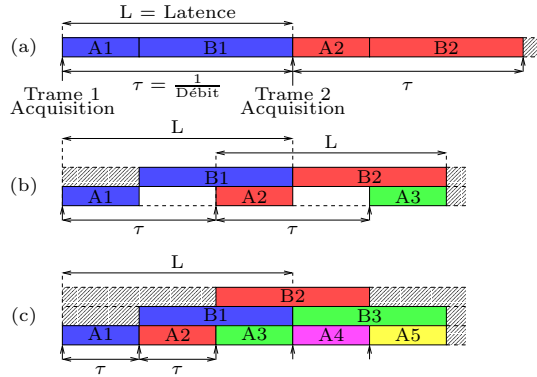 L = Latence
(a) A1 B1 A2 B2
τ = 1/Débit τ
Trame 1 Trame 2
Acquisition Acquisition
L
L
(b) B1 B2
A1 A2 A3
τ τ
L
B2
(c) B1 B3
A1 A2 A3 A4 A5
τ τ